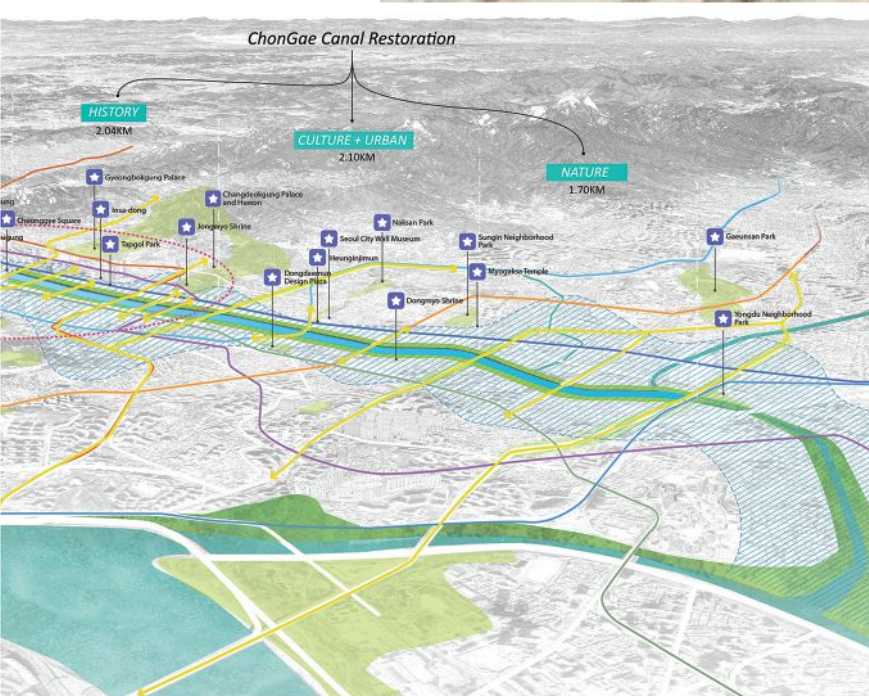 ChonGae Canal Restoration
HISTORY
2.04KM
CULTURE + URBAN
2.10KM
NATURE
1.70KM
Gyeongbokgung Palace
Changdeokgung Palace
and Huwon
ung
Insa-dong
Cheonggye Square
Jongmyo Shrine
Naksan Park
Gaeunsan Park
Tapgol Park
Seoul City Wall Museum
Sungin Neighborhood
Park
Heunginjimun
Dongdaemun
Design Plaza
Myogaksa Temple
Dongmyo Shrine
Yongdu Neighborhood
Park